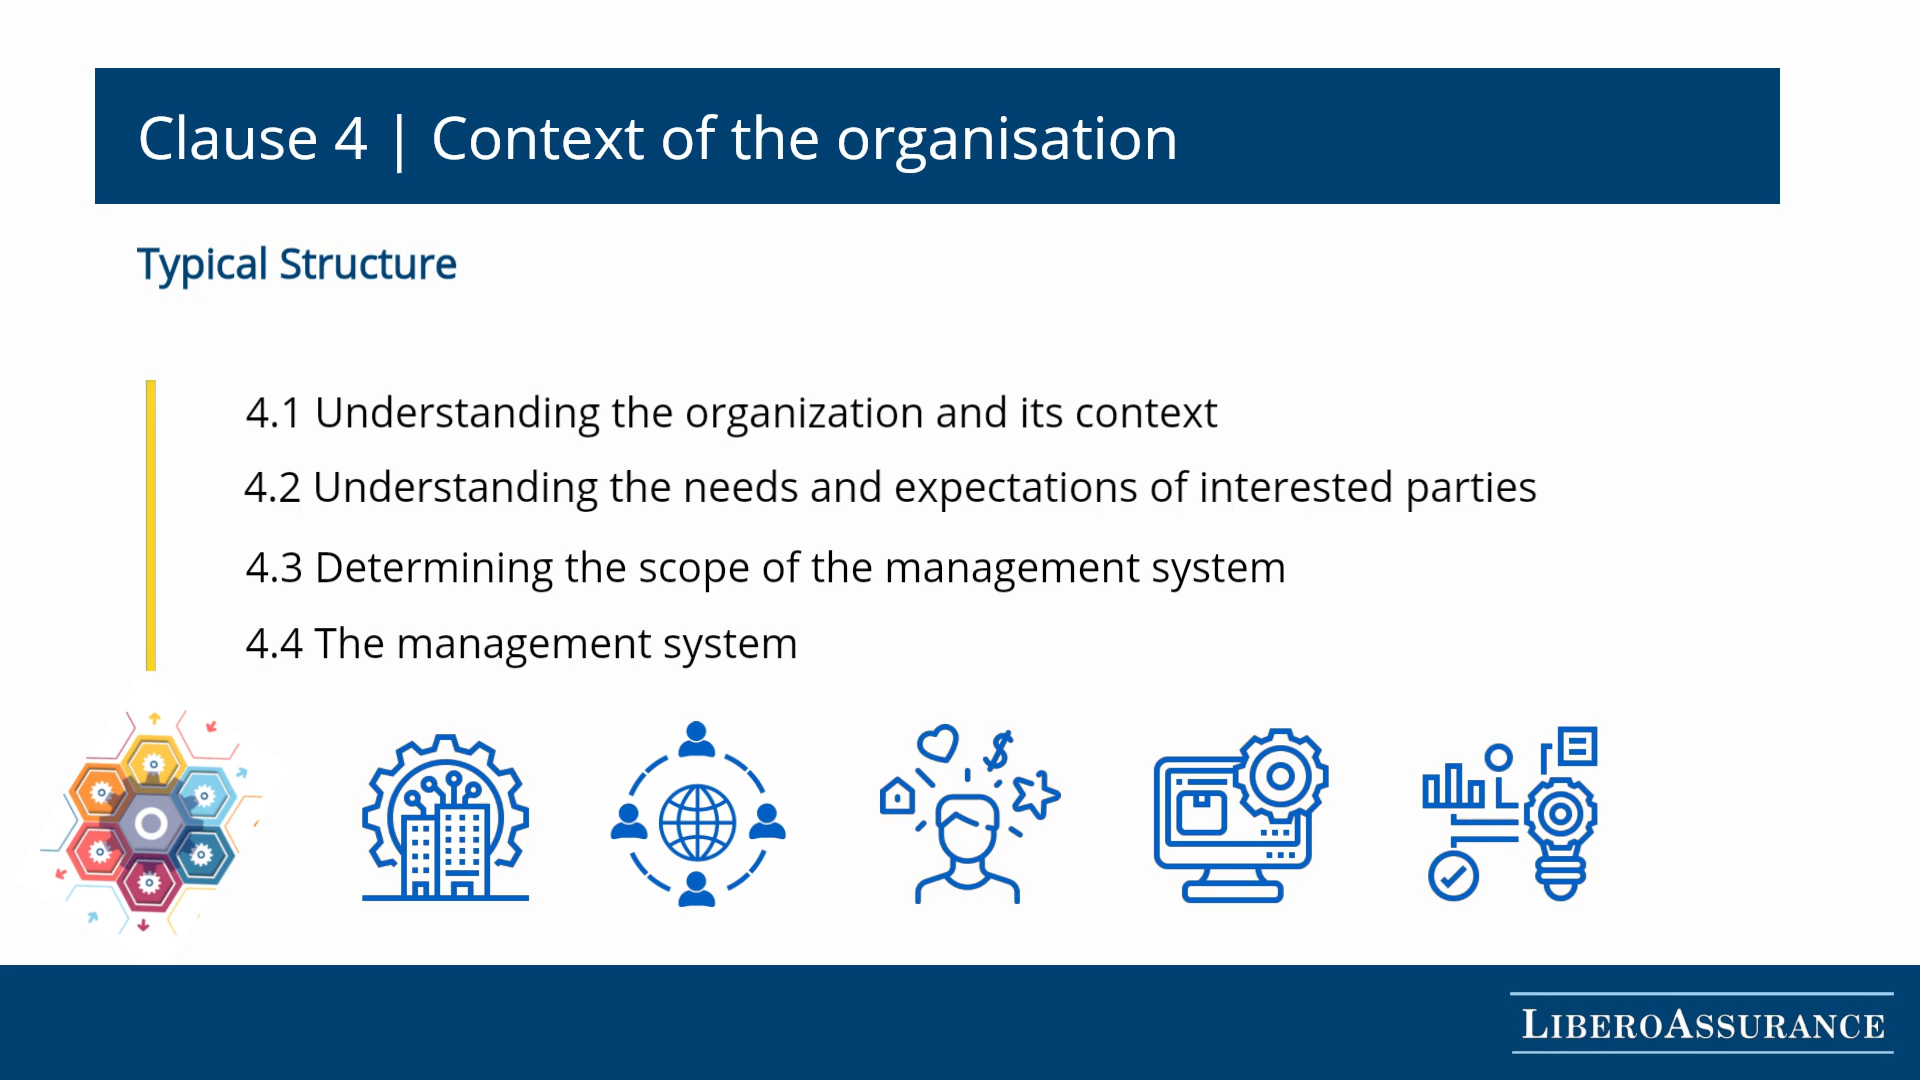 Clause 4 | Context of the organisation
Typical Structure
4.1 Understanding the organization and its context
4.2 Understanding the needs and expectations of interested parties
4.3 Determining the scope of the management system
4.4 The management system
$
LIBEROASSURANCE